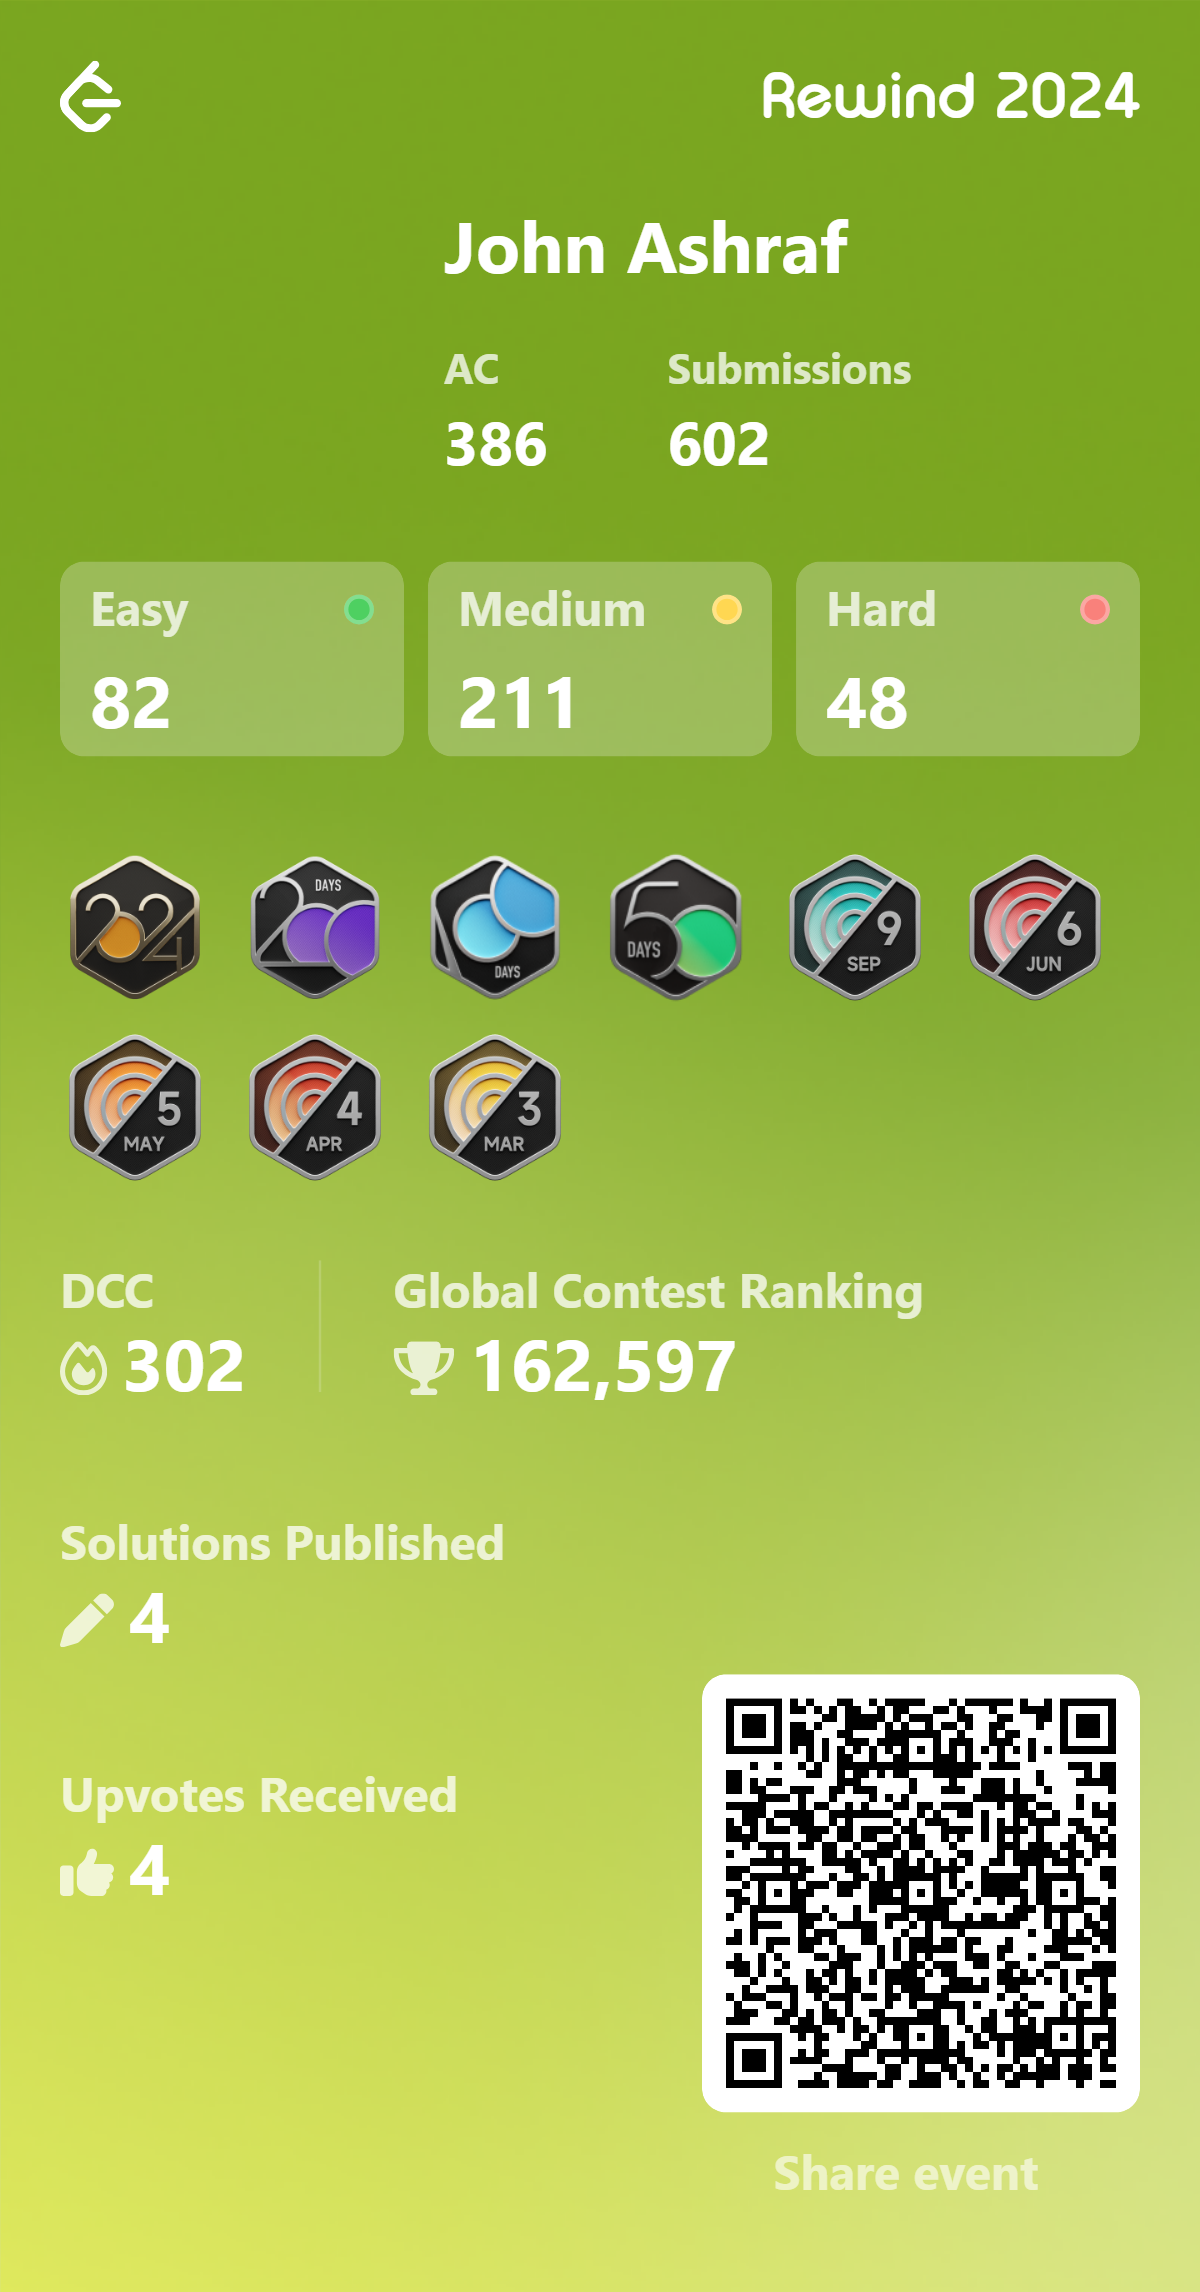 Rewind 2024
John Ashraf
AC Submissions
386 602
Easy Medium Hard
82 211 48
2024
200 DAYS
100 DAYS
50 DAYS
9 SEP
6 JUN
5 MAY
4 APR
3 MAR
DCC Global Contest Ranking
302 162,597
Solutions Published
4
Upvotes Received
4
Share event